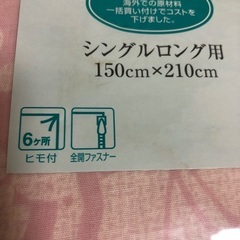 海外での原材料
一括買い付けでコストを
下げました。
シングルロング用
150cm×210cm
6ヶ所
ヒモ付
全開ファスナー